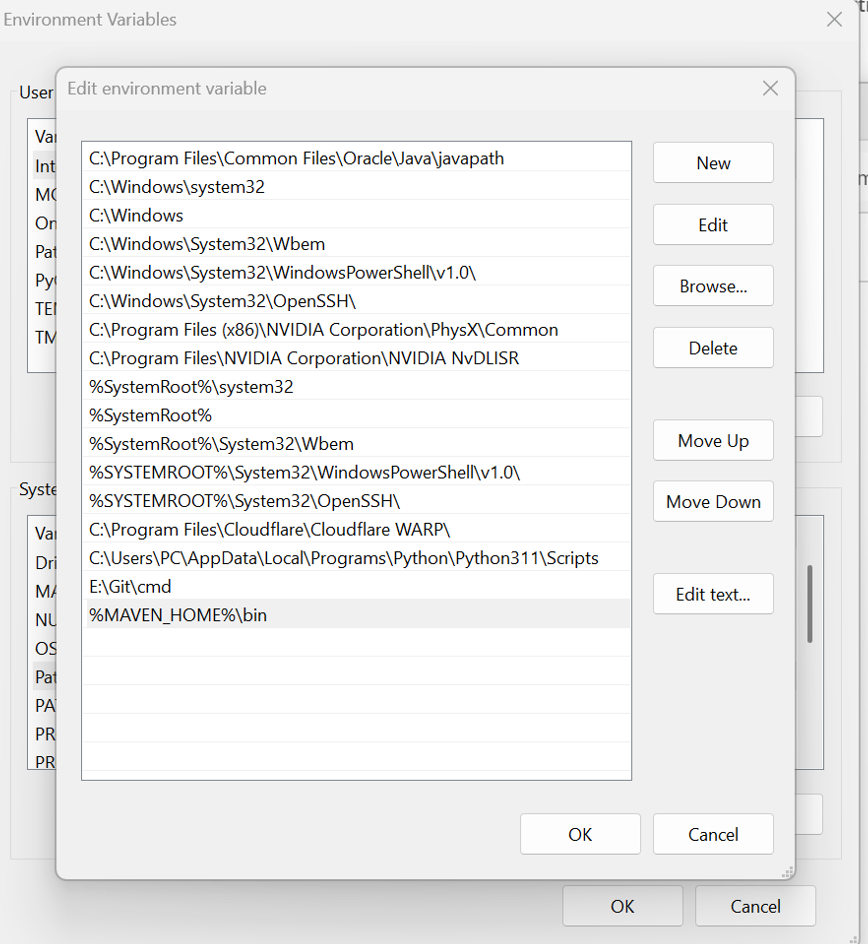 Environment Variables
Edit environment variable
User
Var
Int
MO
On
Pat
PyC
TEM
TM
C:\Program Files\Common Files\Oracle\Java\javapath
C:\Windows\system32
C:\Windows
C:\Windows\System32\Wbem
C:\Windows\System32\WindowsPowerShell\v1.0\
C:\Windows\System32\OpenSSH\
C:\Program Files (x86)\NVIDIA Corporation\PhysX\Common
C:\Program Files\NVIDIA Corporation\NVIDIA NvDLISR
%SystemRoot%\system32
%SystemRoot%
%SystemRoot%\System32\Wbem
%SYSTEMROOT%\System32\WindowsPowerShell\v1.0\
%SYSTEMROOT%\System32\OpenSSH\
C:\Program Files\Cloudflare\Cloudflare WARP\
C:\Users\PC\AppData\Local\Programs\Python\Python311\Scripts
E:\Git\cmd
%MAVEN_HOME%\bin
New
Edit
Browse...
Delete
Move Up
Move Down
Edit text...
Syste
Var
Dri
MA
NU
OS
Pat
PA
PR
PR
OK
Cancel
OK
Cancel